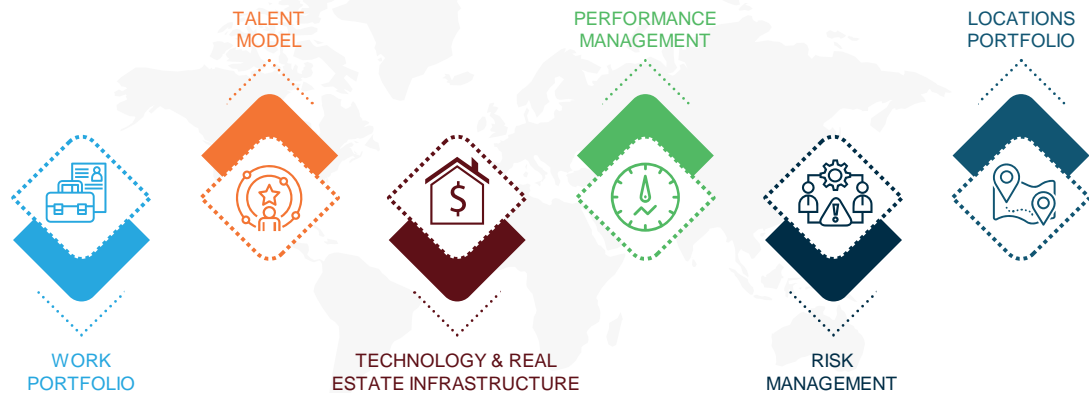 TALENT
MODEL
PERFORMANCE
MANAGEMENT
LOCATIONS
PORTFOLIO
$
WORK
PORTFOLIO
TECHNOLOGY & REAL
ESTATE INFRASTRUCTURE
RISK
MANAGEMENT